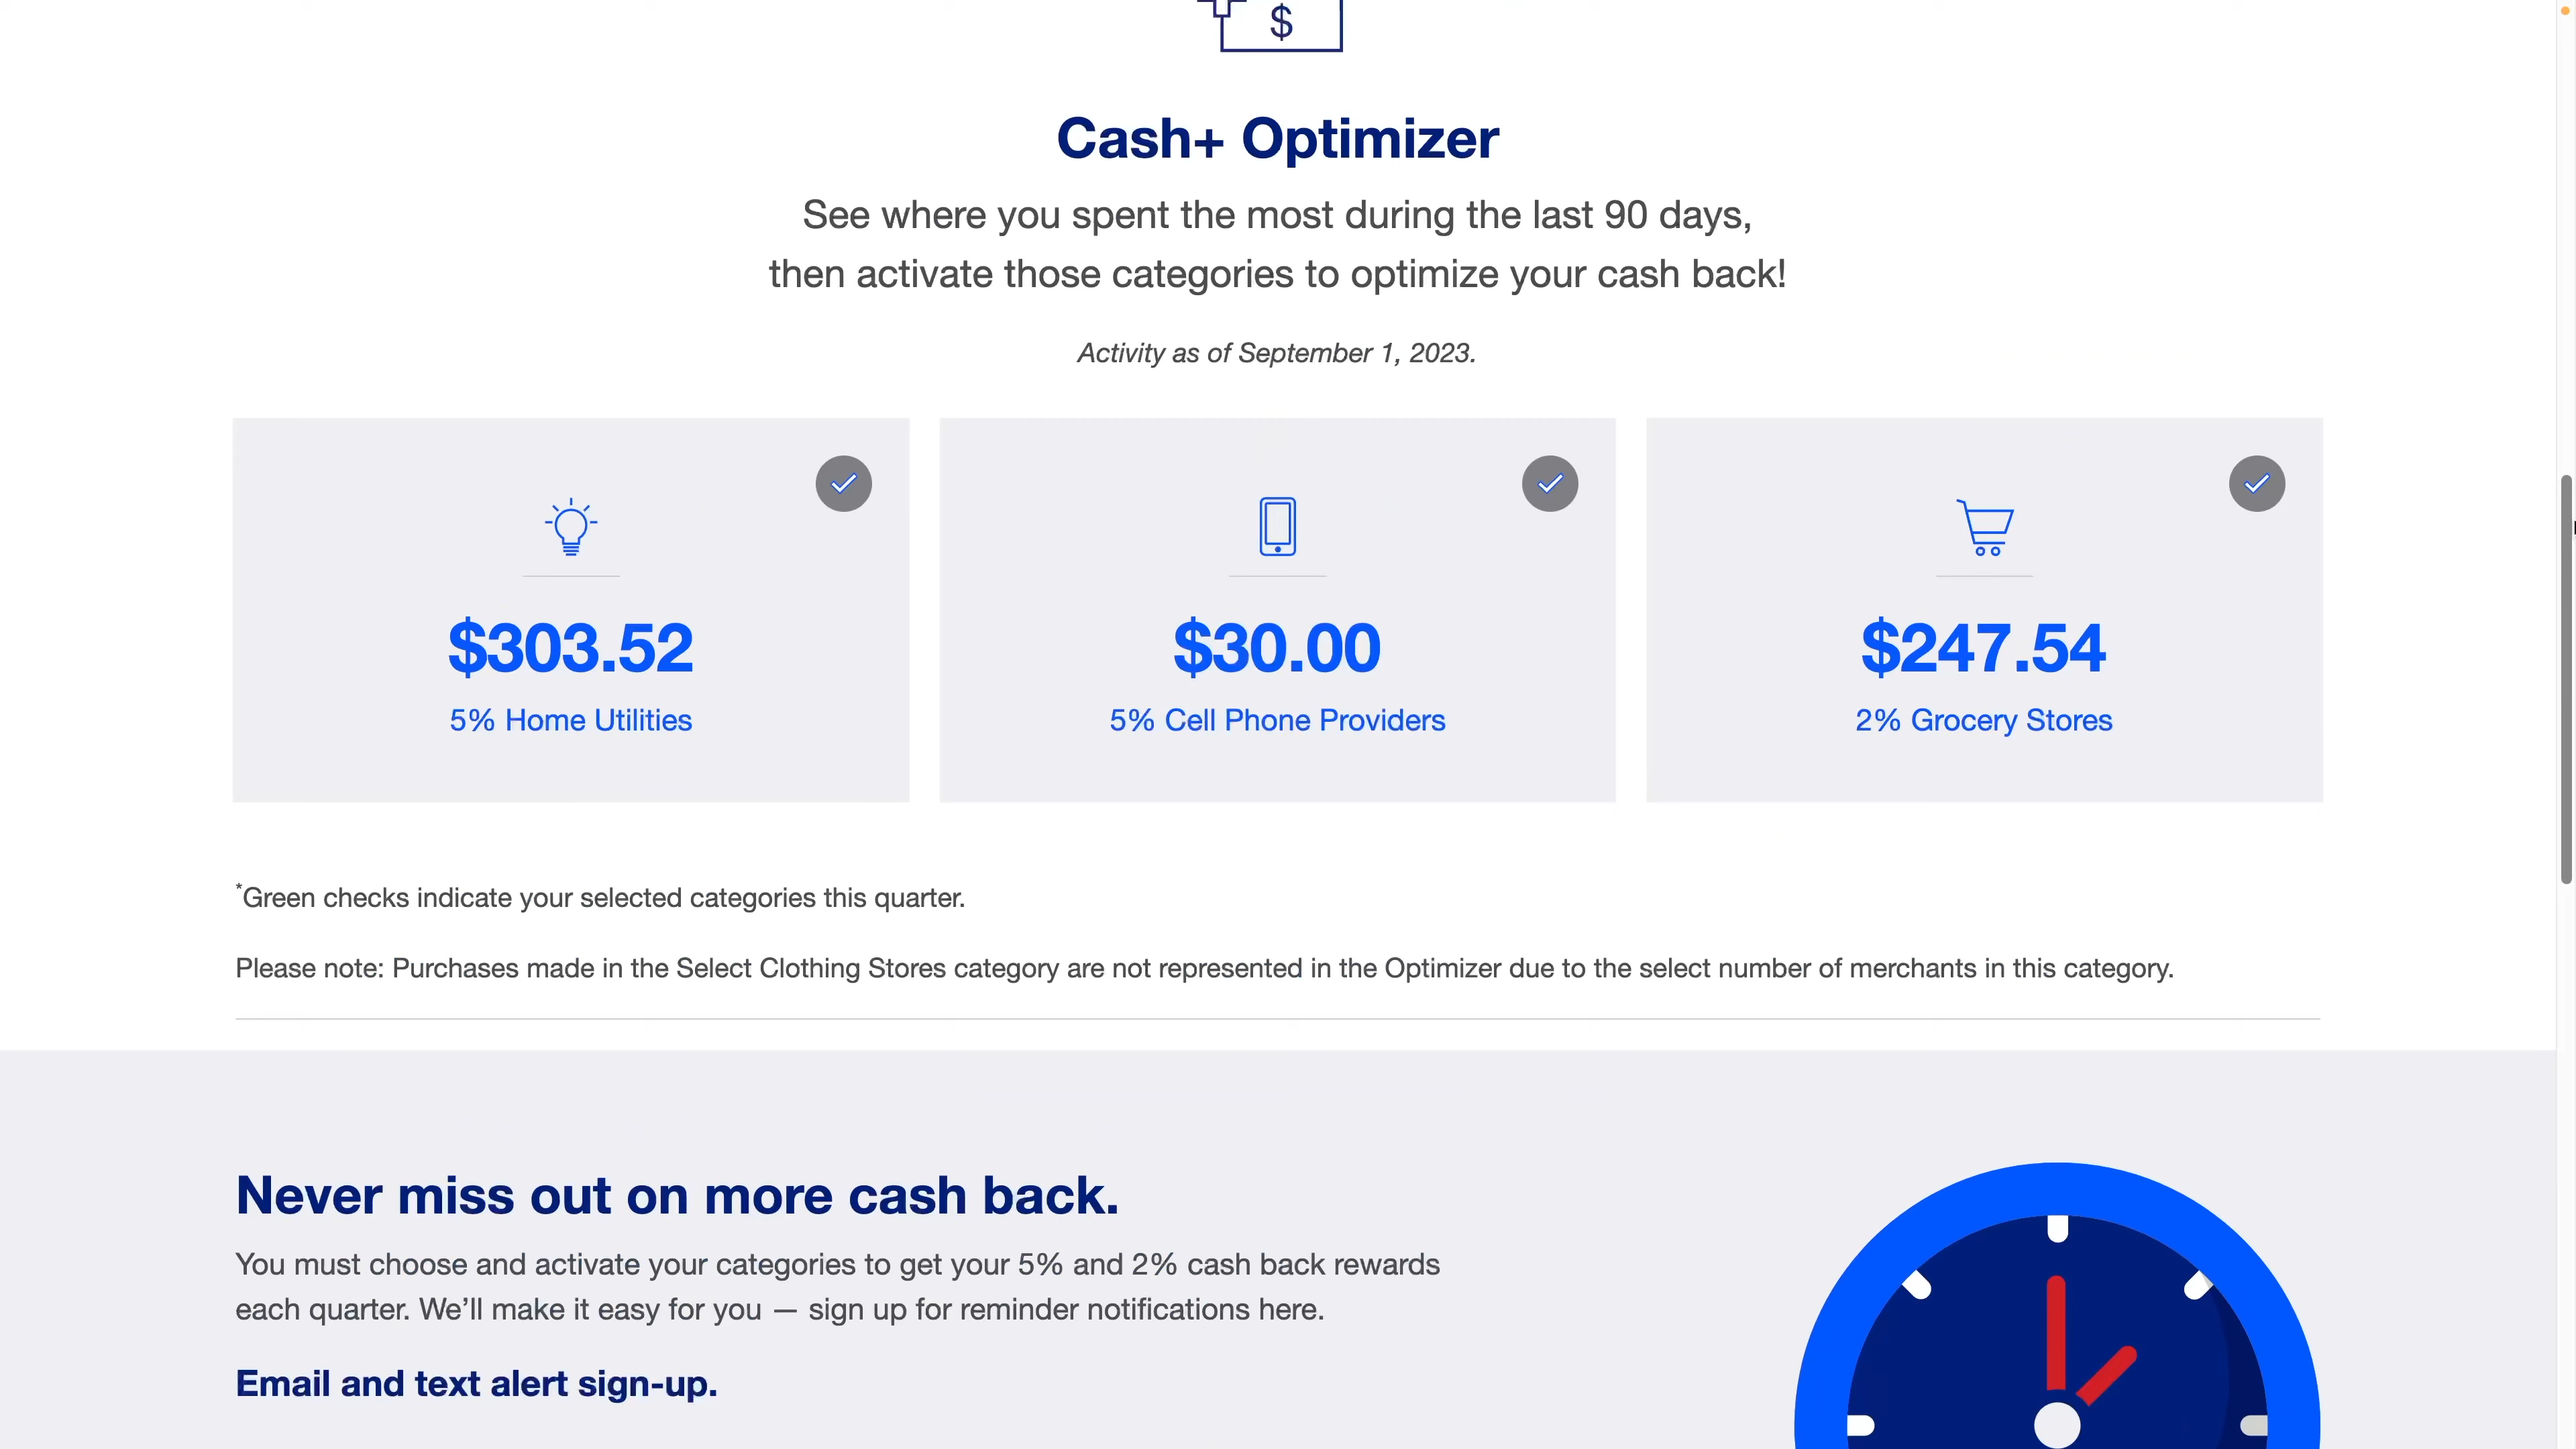 $
Cash+ Optimizer
See where you spent the most during the last 90 days,
then activate those categories to optimize your cash back!
Activity as of September 1, 2023.
$303.52
5% Home Utilities
$30.00
5% Cell Phone Providers
$247.54
2% Grocery Stores
*Green checks indicate your selected categories this quarter.
Please note: Purchases made in the Select Clothing Stores category are not represented in the Optimizer due to the select number of merchants in this category.
Never miss out on more cash back.
You must choose and activate your categories to get your 5% and 2% cash back rewards
each quarter. We’ll make it easy for you — sign up for reminder notifications here.
Email and text alert sign-up.